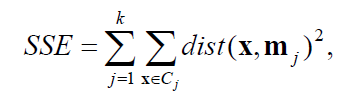 SSE = \sum_{j=1}^{k} \sum_{\mathbf{x} \in C_j} dist(\mathbf{x}, \mathbf{m}_j)^2,